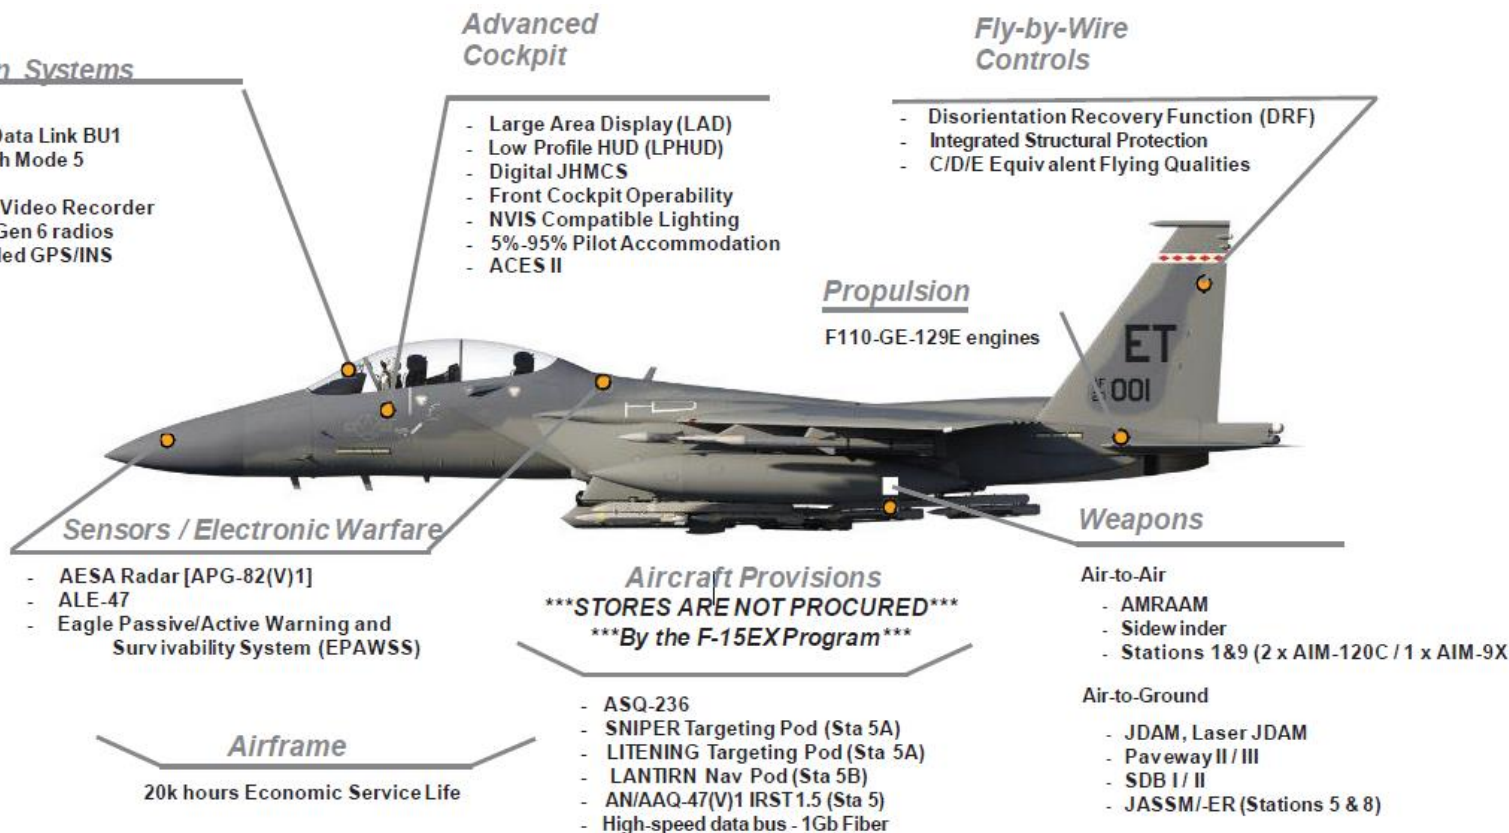 Systems
Data Link BU1
Mode 5
Video Recorder
Gen 6 radios
GPS/INS
Advanced
Cockpit
- Large Area Display (LAD)
- Low Profile HUD (LPHUD)
- Digital JHMCS
- Front Cockpit Operability
- NVIS Compatible Lighting
- 5%-95% Pilot Accommodation
- ACES II
Fly-by-Wire
Controls
- Disorientation Recovery Function (DRF)
- Integrated Structural Protection
- C/D/E Equivalent Flying Qualities
Propulsion
F110-GE-129E engines
ET
001
Sensors / Electronic Warfare
- AESA Radar [APG-82(V)1]
- ALE-47
- Eagle Passive/Active Warning and
Survivability System (EPAWSS)
Airframe
20k hours Economic Service Life
Aircraft Provisions
***STORES ARE NOT PROCURED***
***By the F-15EX Program***
- ASQ-236
- SNIPER Targeting Pod (Sta 5A)
- LITENING Targeting Pod (Sta 5A)
- LANTIRN Nav Pod (Sta 5B)
- AN/AAQ-47(V)1 IRST 1.5 (Sta 5)
- High-speed data bus - 1Gb Fiber
Weapons
Air-to-Air
- AMRAAM
- Sidewinder
- Stations 1&9 (2 x AIM-120C / 1 x AIM-9X
Air-to-Ground
- JDAM, Laser JDAM
- Paveway II / III
- SDB I / II
- JASSM/-ER (Stations 5 & 8)